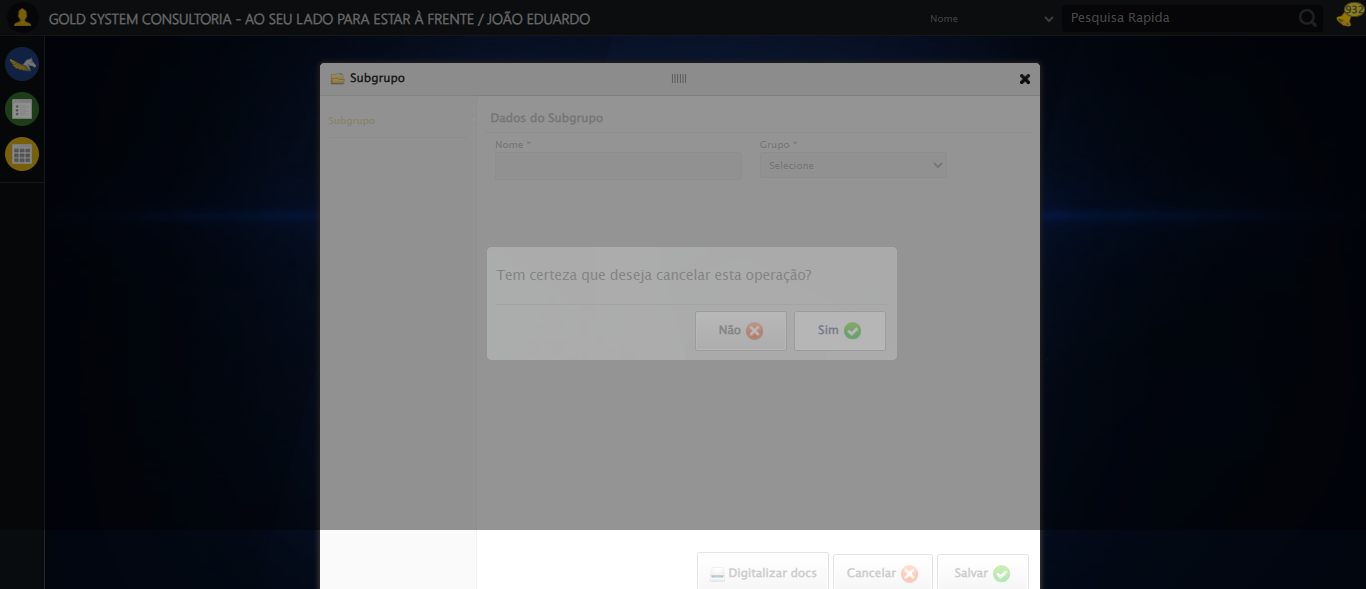 GOLD SYSTEM CONSULTORIA - AO SEU LADO PARA ESTAR À FRENTE / JOÃO EDUARDO
Nome
Pesquisa Rapida
932
Subgrupo
Subgrupo
Dados do Subgrupo
Nome *
Grupo *
Selecione
Tem certeza que deseja cancelar esta operação?
Não
Sim
Digitalizar docs
Cancelar
Salvar